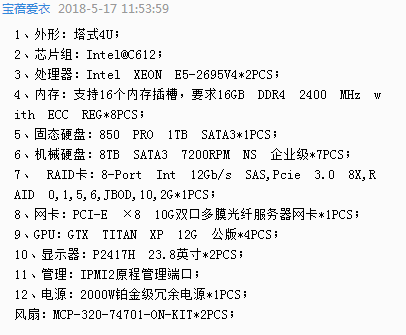 宝蓓爱衣 2018-5-17 11:53:59
1、外形：塔式4U；
2、芯片组：Intel@C612；
3、处理器：Intel XEON E5-2695V4*2PCS；
4、内存：支持16个内存插槽，要求16GB DDR4 2400 MHz w
ith ECC REG*8PCS；
5、固态硬盘：850 PRO 1TB SATA3*1PCS；
6、机械硬盘：8TB SATA3 7200RPM NS 企业级*7PCS；
7、 RAID卡：8-Port Int 12Gb/s SAS,Pcie 3.0 8X,R
AID 0,1,5,6,JBOD,10,2G*1PCS；
8、网卡：PCI-E ×8 10G双口多膜光纤服务器网卡*1PCS；
9、GPU：GTX TITAN XP 12G 公版*4PCS；
10、显示器：P2417H 23.8英寸*2PCS；
11、管理：IPMI2原程管理端口；
12、电源：2000W铂金级冗余电源*1PCS；
风扇：MCP-320-74701-ON-KIT*2PCS；